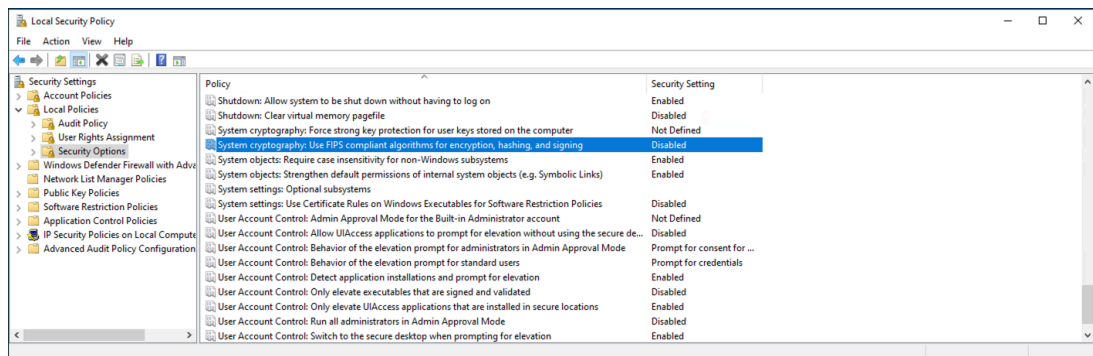 Local Security Policy
File Action View Help
Security Settings
Account Policies
Local Policies
Audit Policy
User Rights Assignment
Security Options
Windows Defender Firewall with Adva
Network List Manager Policies
Public Key Policies
Software Restriction Policies
Application Control Policies
IP Security Policies on Local Compute
Advanced Audit Policy Configuration
Policy Security Setting
Shutdown: Allow system to be shut down without having to log on Enabled
Shutdown: Clear virtual memory pagefile Disabled
System cryptography: Force strong key protection for user keys stored on the computer Not Defined
System cryptography: Use FIPS compliant algorithms for encryption, hashing, and signing Disabled
System objects: Require case insensitivity for non-Windows subsystems Enabled
System objects: Strengthen default permissions of internal system objects (e.g. Symbolic Links) Enabled
System settings: Optional subsystems
System settings: Use Certificate Rules on Windows Executables for Software Restriction Policies Disabled
User Account Control: Admin Approval Mode for the Built-in Administrator account Not Defined
User Account Control: Allow UIAccess applications to prompt for elevation without using the secure de... Disabled
User Account Control: Behavior of the elevation prompt for administrators in Admin Approval Mode Prompt for consent for ...
User Account Control: Behavior of the elevation prompt for standard users Prompt for credentials
User Account Control: Detect application installations and prompt for elevation Enabled
User Account Control: Only elevate executables that are signed and validated Disabled
User Account Control: Only elevate UIAccess applications that are installed in secure locations Enabled
User Account Control: Run all administrators in Admin Approval Mode Disabled
User Account Control: Switch to the secure desktop when prompting for elevation Enabled